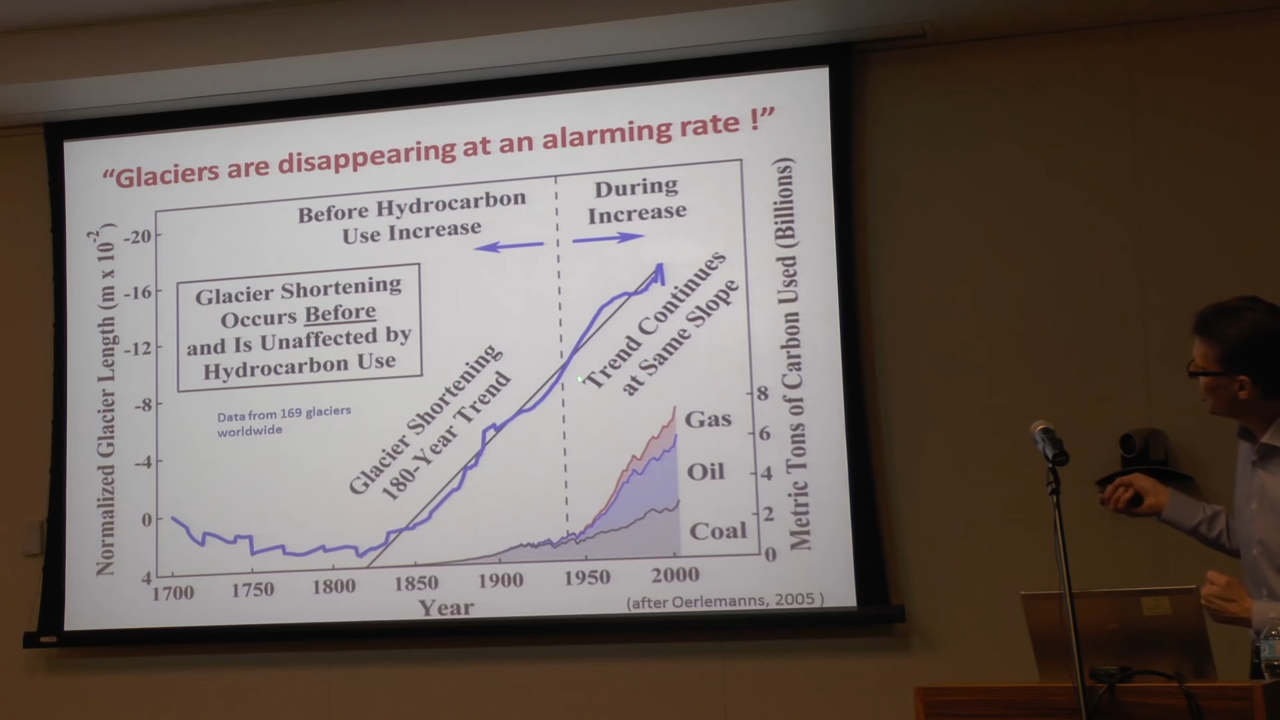 “Glaciers are disappearing at an alarming rate !”
Before Hydrocarbon
Use Increase
During
Increase
Glacier Shortening
Occurs Before
and Is Unaffected by
Hydrocarbon Use
Data from 169 glaciers
worldwide
Glacier Shortening
180-Year Trend
Trend Continues
at Same Slope
Gas
Oil
Coal
Normalized Glacier Length (m x 10-2)
-20
-16
-12
-8
-4
0
4
Metric Tons of Carbon Used (Billions)
8
6
4
2
0
1700 1750 1800 1850 1900 1950 2000
Year
(after Oerlemanns, 2005 )